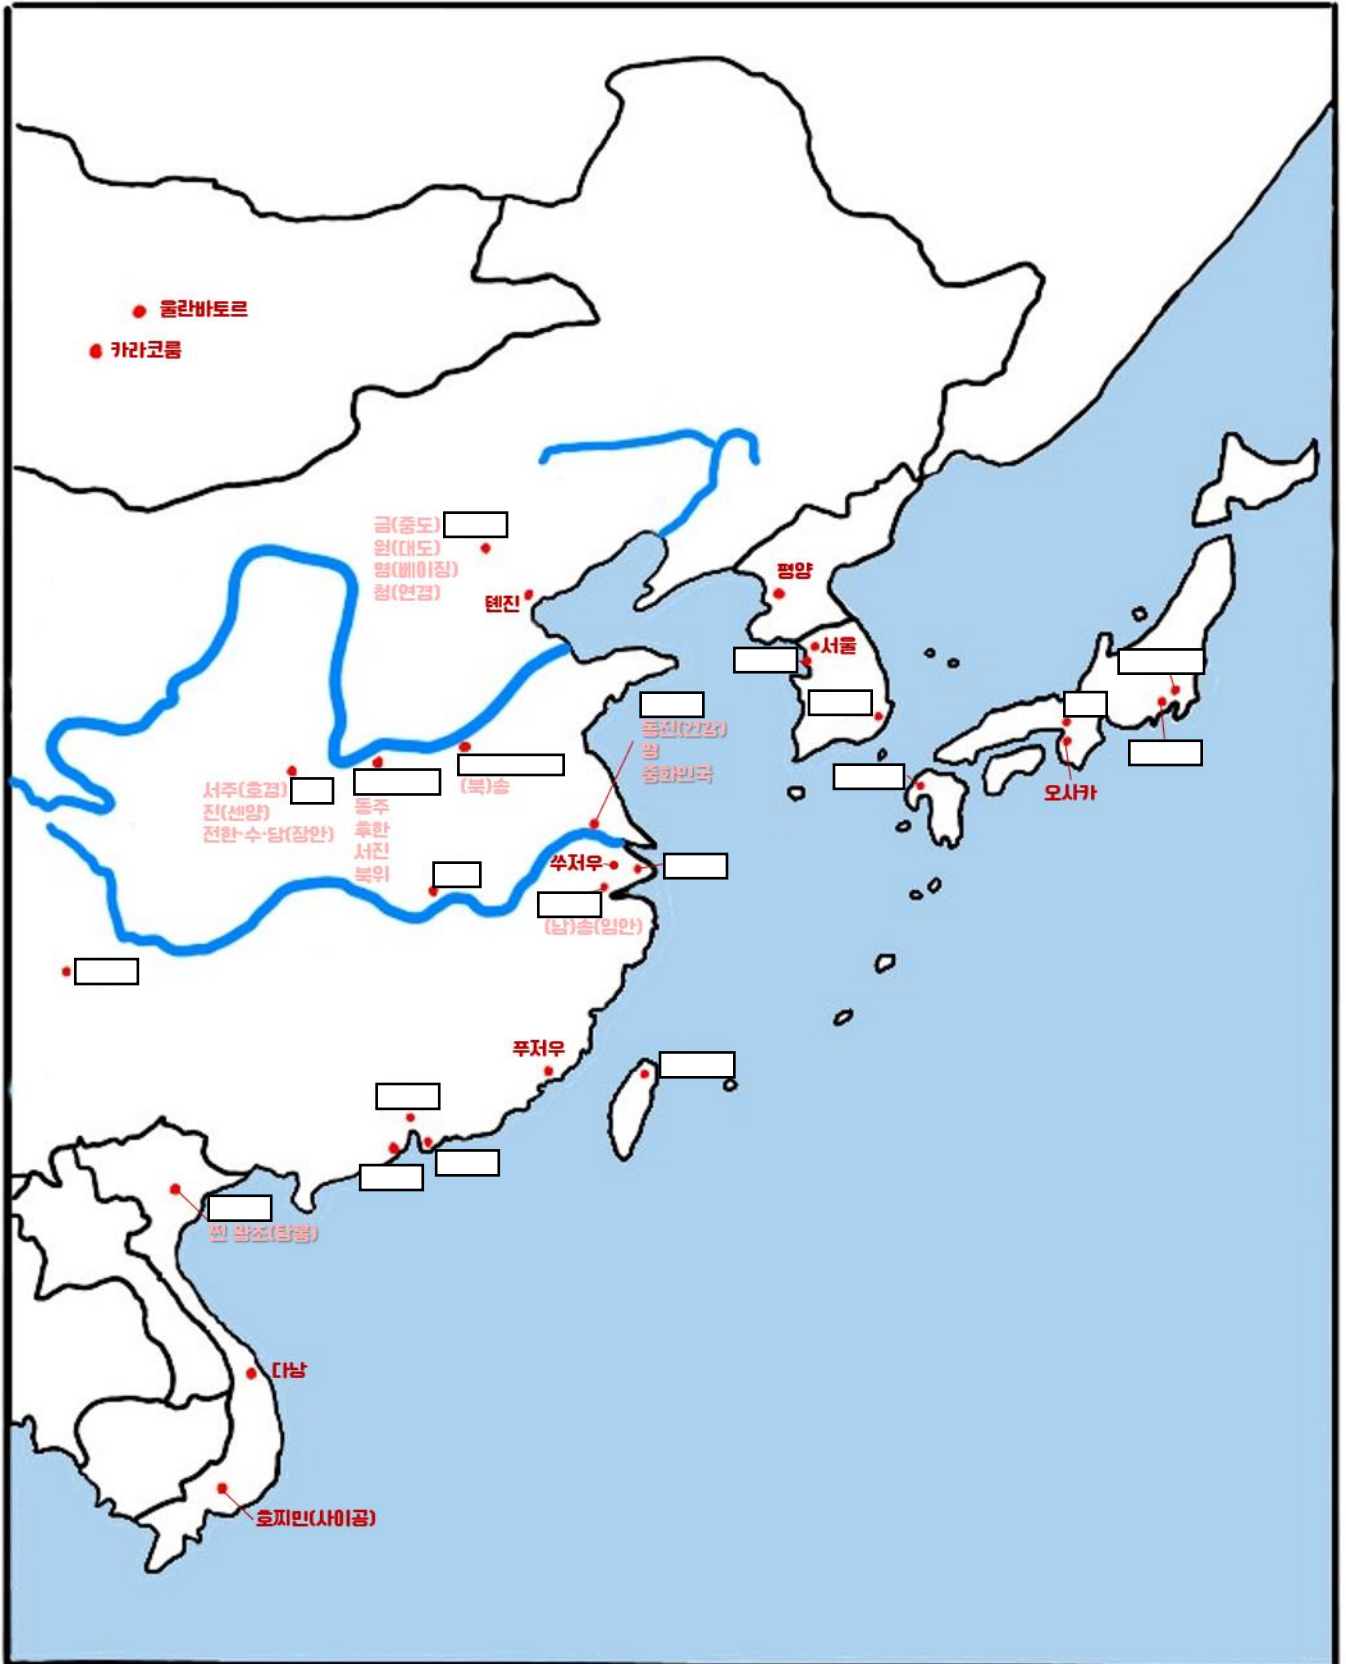 울란바토르
카라코룸
금(중도)
원(대도)
명(베이징)
청(연경)
톈진
평양
서울
동진(건강)
명
중화민국
서주(호경)
진(셴양)
전한·수·당(장안)
동주
후한
서진
북위
(북)송
오사카
쑤저우
(남)송(임안)
푸저우
쩐 왕조(탕롱)
다낭
호찌민(사이공)